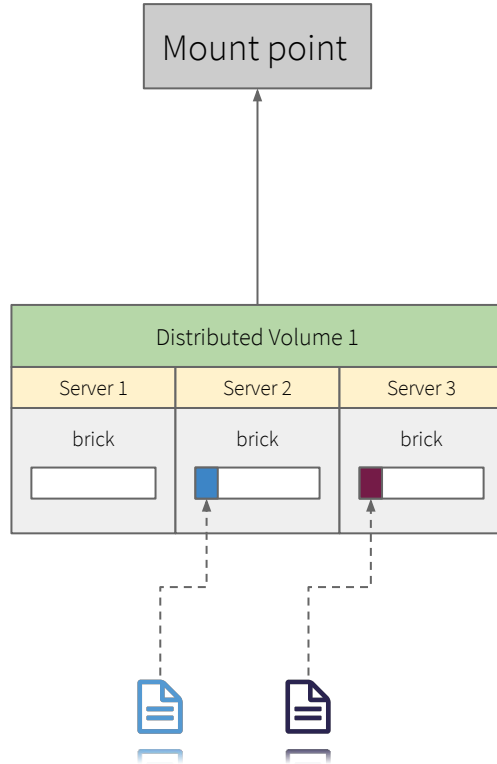 Mount point
Distributed Volume 1
Server 1
Server 2
Server 3
brick
brick
brick